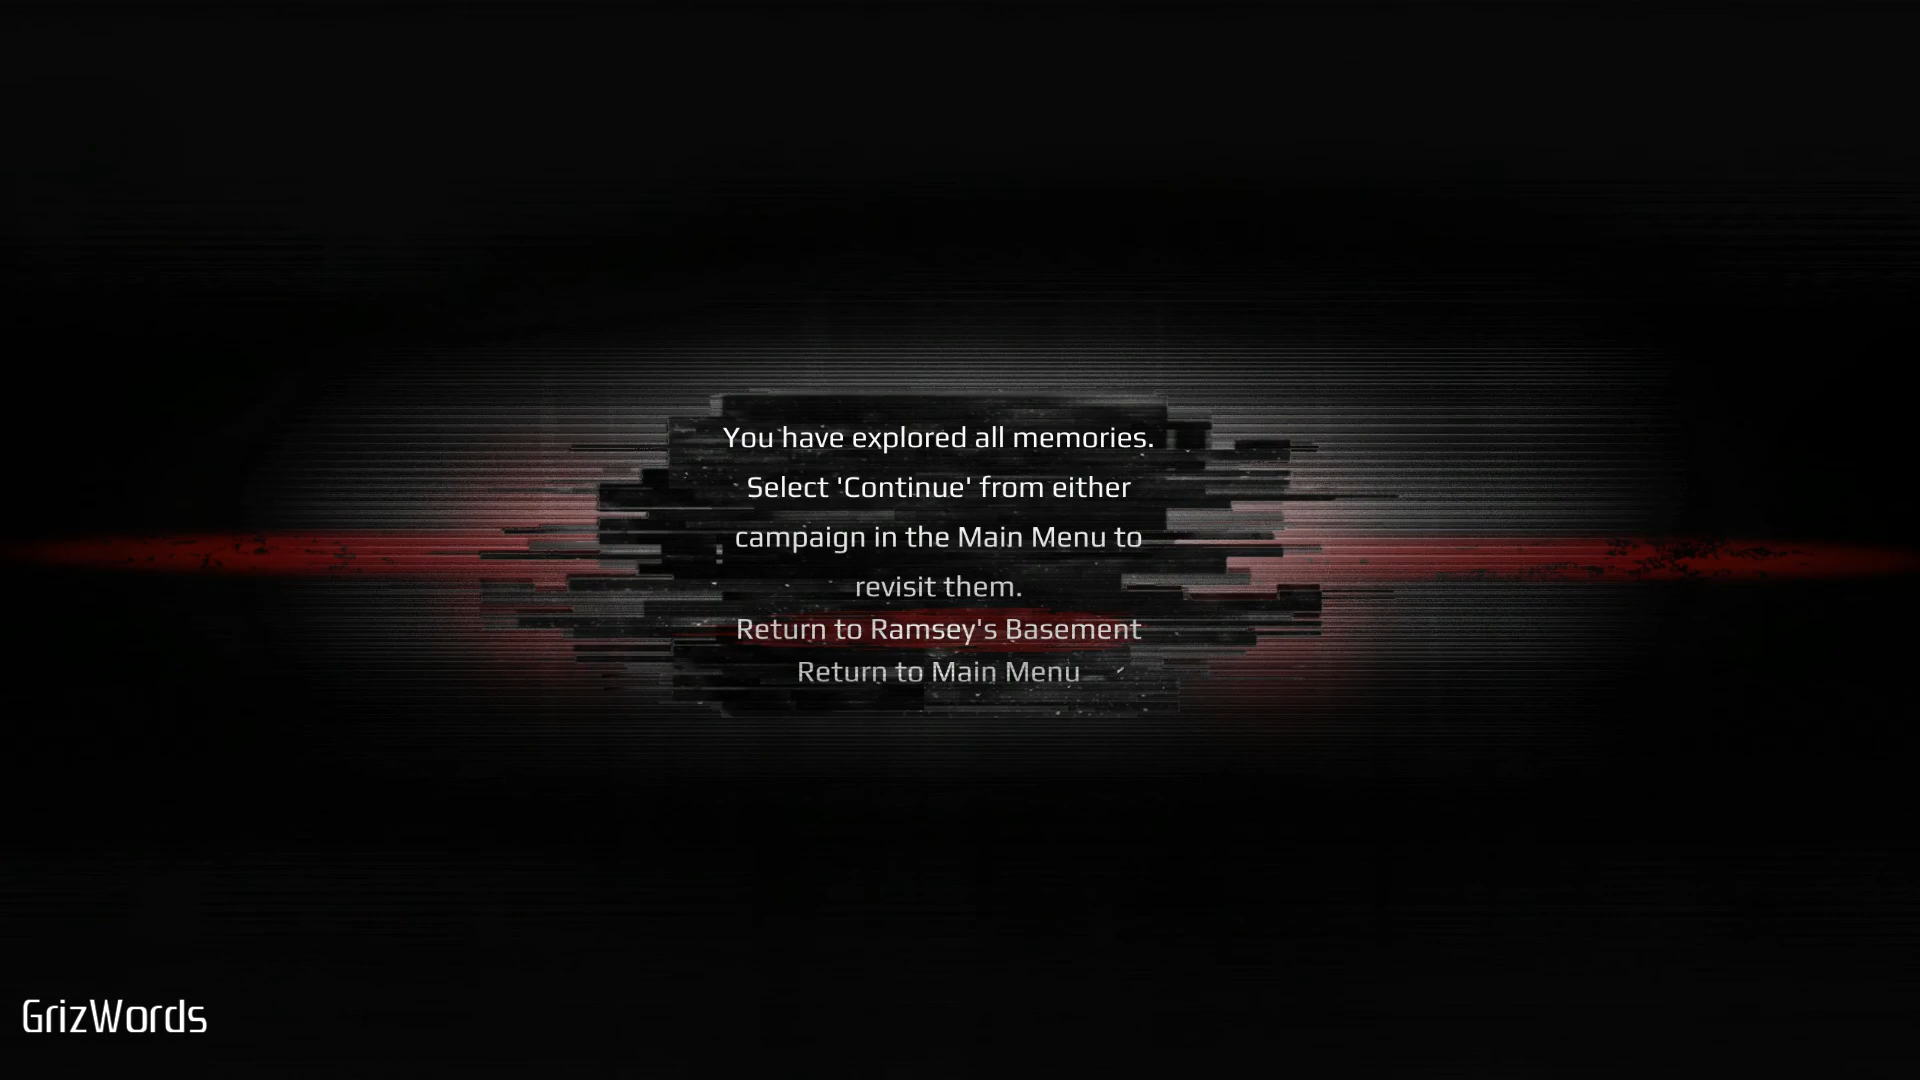 You have explored all memories.
Select 'Continue' from either
campaign in the Main Menu to
revisit them.
Return to Ramsey's Basement
Return to Main Menu
GrizWords